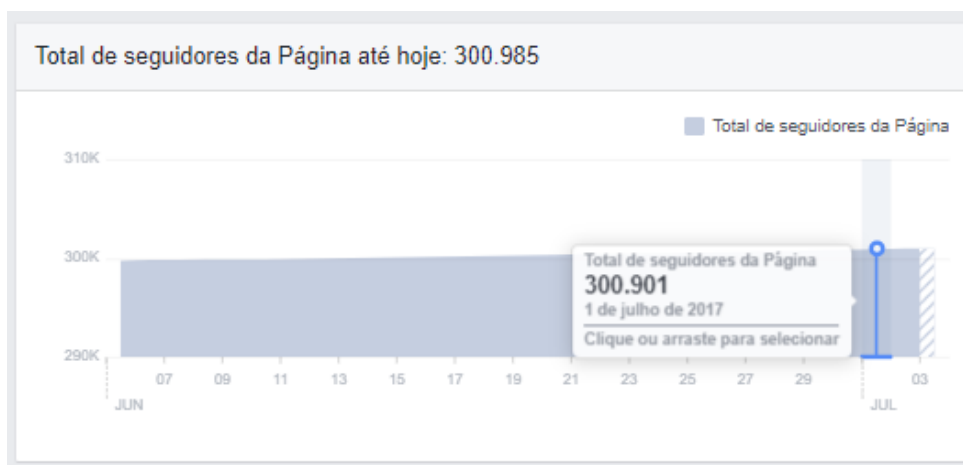 Total de seguidores da Página até hoje: 300.985
Total de seguidores da Página
310K
300K
290K
Total de seguidores da Página
300.901
1 de julho de 2017
Clique ou arraste para selecionar
07 09 11 13 15 17 19 21 23 25 27 29 03
JUN JUL